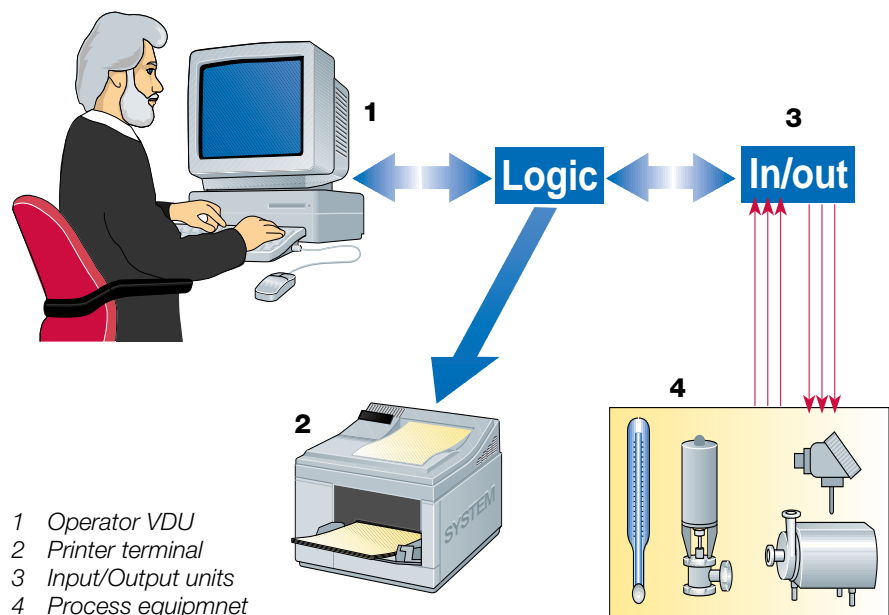 1
3
Logic
In/out
4
2
SYSTEM
1 Operator VDU
2 Printer terminal
3 Input/Output units
4 Process equipmnet